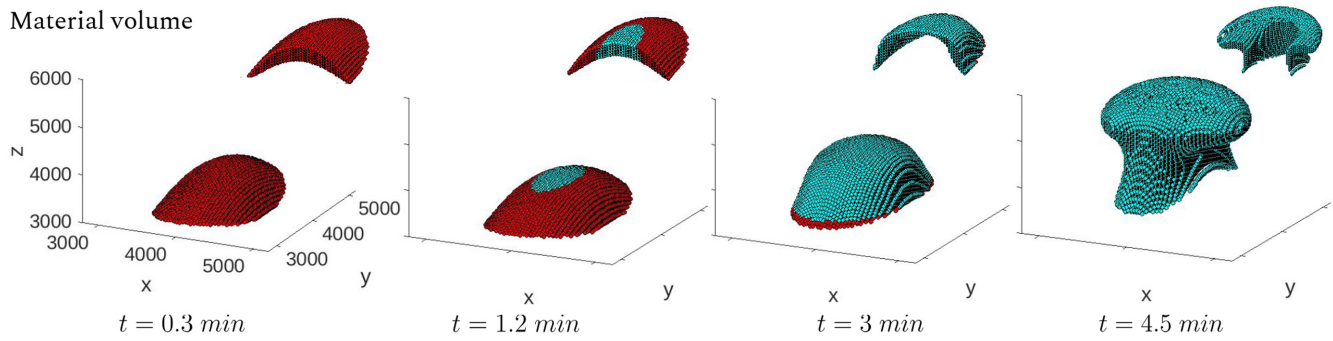 Material volume
6000
5000
4000
3000
z
3000
4000
5000
x
3000
4000
5000
y
x
y
x
y
x
y
t = 0.3 min
t = 1.2 min
t = 3 min
t = 4.5 min